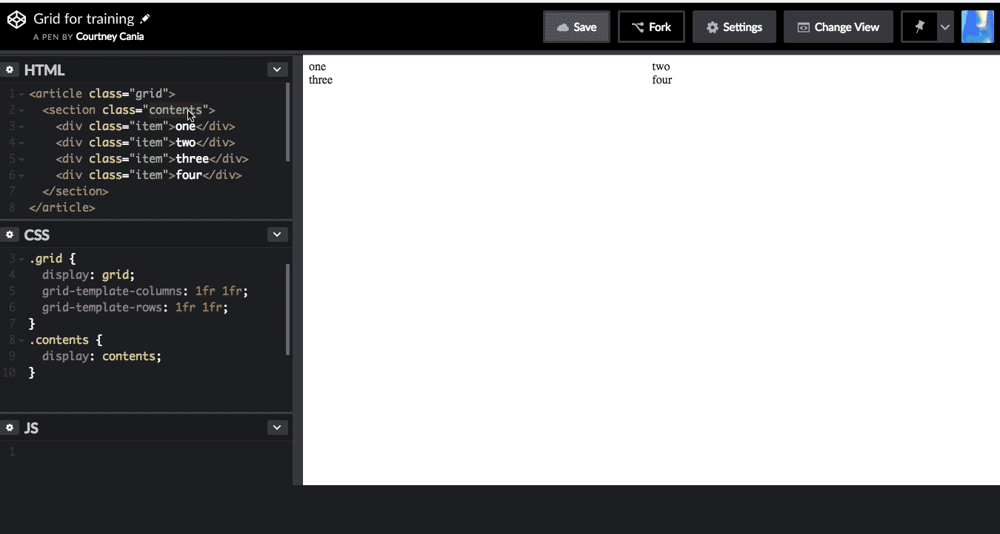 Grid for training
A PEN BY Courtney Cania
Save
Fork
Settings
Change View
HTML
1 <article class="grid">
2 <section class="contents">
3 <div class="item">one</div>
4 <div class="item">two</div>
5 <div class="item">three</div>
6 <div class="item">four</div>
7 </section>
8 </article>
CSS
3 .grid {
4 display: grid;
5 grid-template-columns: 1fr 1fr;
6 grid-template-rows: 1fr 1fr;
7 }
8 .contents {
9 display: contents;
10 }
JS
1
one two
three four